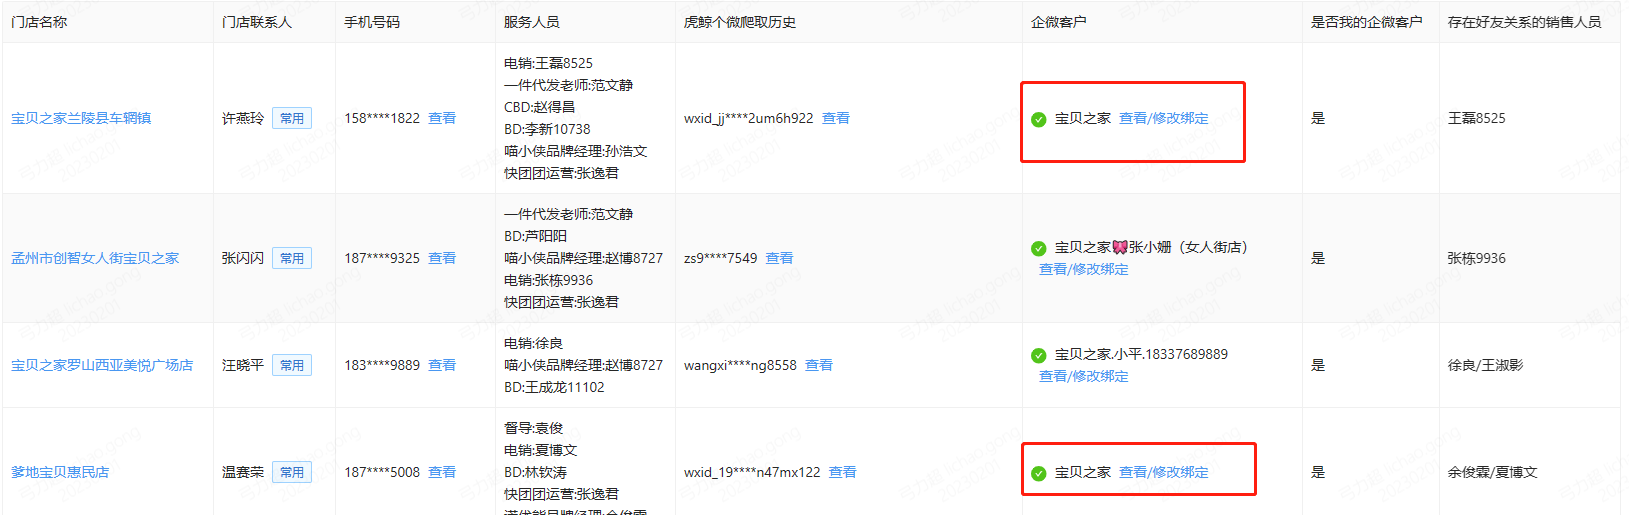 门店名称 门店联系人 手机号码 服务人员 虎鲸个微爬取历史 企微客户 是否我的企微客户 存在好友关系的销售人员
电销:王磊8525
一件代发老师:范文静
CBD:赵得昌
宝贝之家兰陵县车辋镇 许燕玲 常用 158****1822 查看 wxid_jj****2um6h922 查看 宝贝之家 查看/修改绑定 是 王磊8525
BD:李新10738
喵小侠品牌经理:孙浩文
快团团运营:张逸君
一件代发老师:范文静
BD:芦阳阳
宝贝之家🎀张小姗（女人街店）
孟州市创智女人街宝贝之家 张闪闪 常用 187****9325 查看 喵小侠品牌经理:赵博8727 zs9****7549 查看 是 张栋9936
查看/修改绑定
电销:张栋9936
快团团运营:张逸君
电销:徐良
宝贝之家.小平.18337689889
宝贝之家罗山西亚美悦广场店 汪晓平 常用 183****9889 查看 喵小侠品牌经理:赵博8727 wangxi****ng8558 查看 是 徐良/王淑影
查看/修改绑定
BD:王成龙11102
督导:袁俊
电销:夏博文
爹地宝贝惠民店 温赛荣 常用 187****5008 查看 BD:林钦涛 wxid_19****n47mx122 查看 宝贝之家 查看/修改绑定 是 余俊霖/夏博文
快团团运营:张逸君